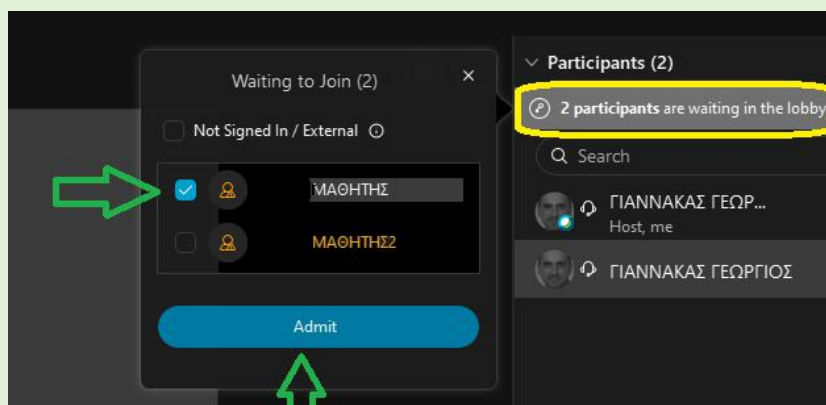 Waiting to Join (2)
Not Signed In / External
ΜΑΘΗΤΗΣ
ΜΑΘΗΤΗΣ2
Admit
Participants (2)
2 participants are waiting in the lobby
Search
ΓΙΑΝΝΑΚΑΣ ΓΕΩΡ...
Host, me
ΓΙΑΝΝΑΚΑΣ ΓΕΩΡΓΙΟΣ